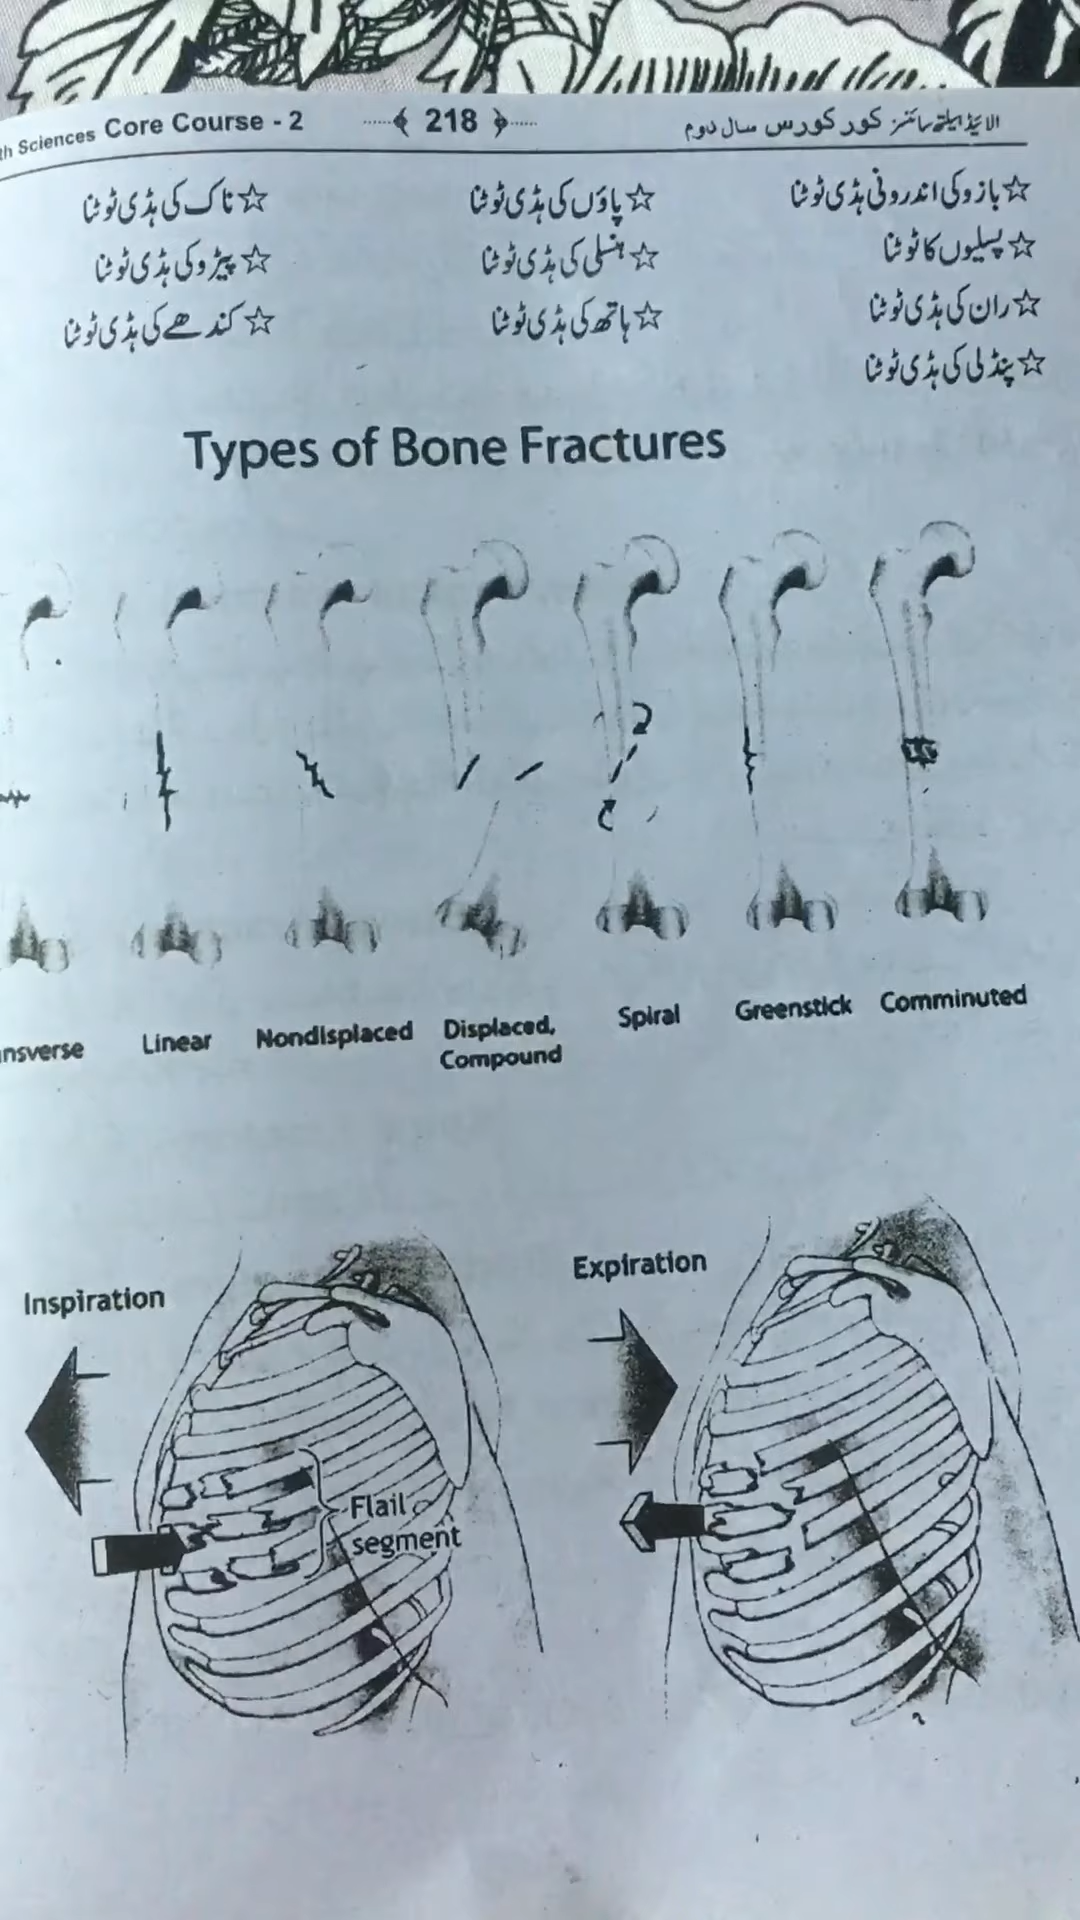 Sciences Core Course - 2 218 الائیڈ ہیلتھ سائنسز کور کورس سال دوم
☆ بازو کی اندرونی ہڈی ٹوٹنا ☆ پاؤں کی ہڈی ٹوٹنا ☆ ناک کی ہڈی ٹوٹنا
☆ پسلیوں کا ٹوٹنا ☆ ہنسلی کی ہڈی ٹوٹنا ☆ پیڑو کی ہڈی ٹوٹنا
☆ ران کی ہڈی ٹوٹنا ☆ ہاتھ کی ہڈی ٹوٹنا ☆ کندھے کی ہڈی ٹوٹنا
☆ پنڈلی کی ہڈی ٹوٹنا
Types of Bone Fractures
nsverse Linear Nondisplaced Displaced, Compound Spiral Greenstick Comminuted
Inspiration
Expiration
Flail
segment